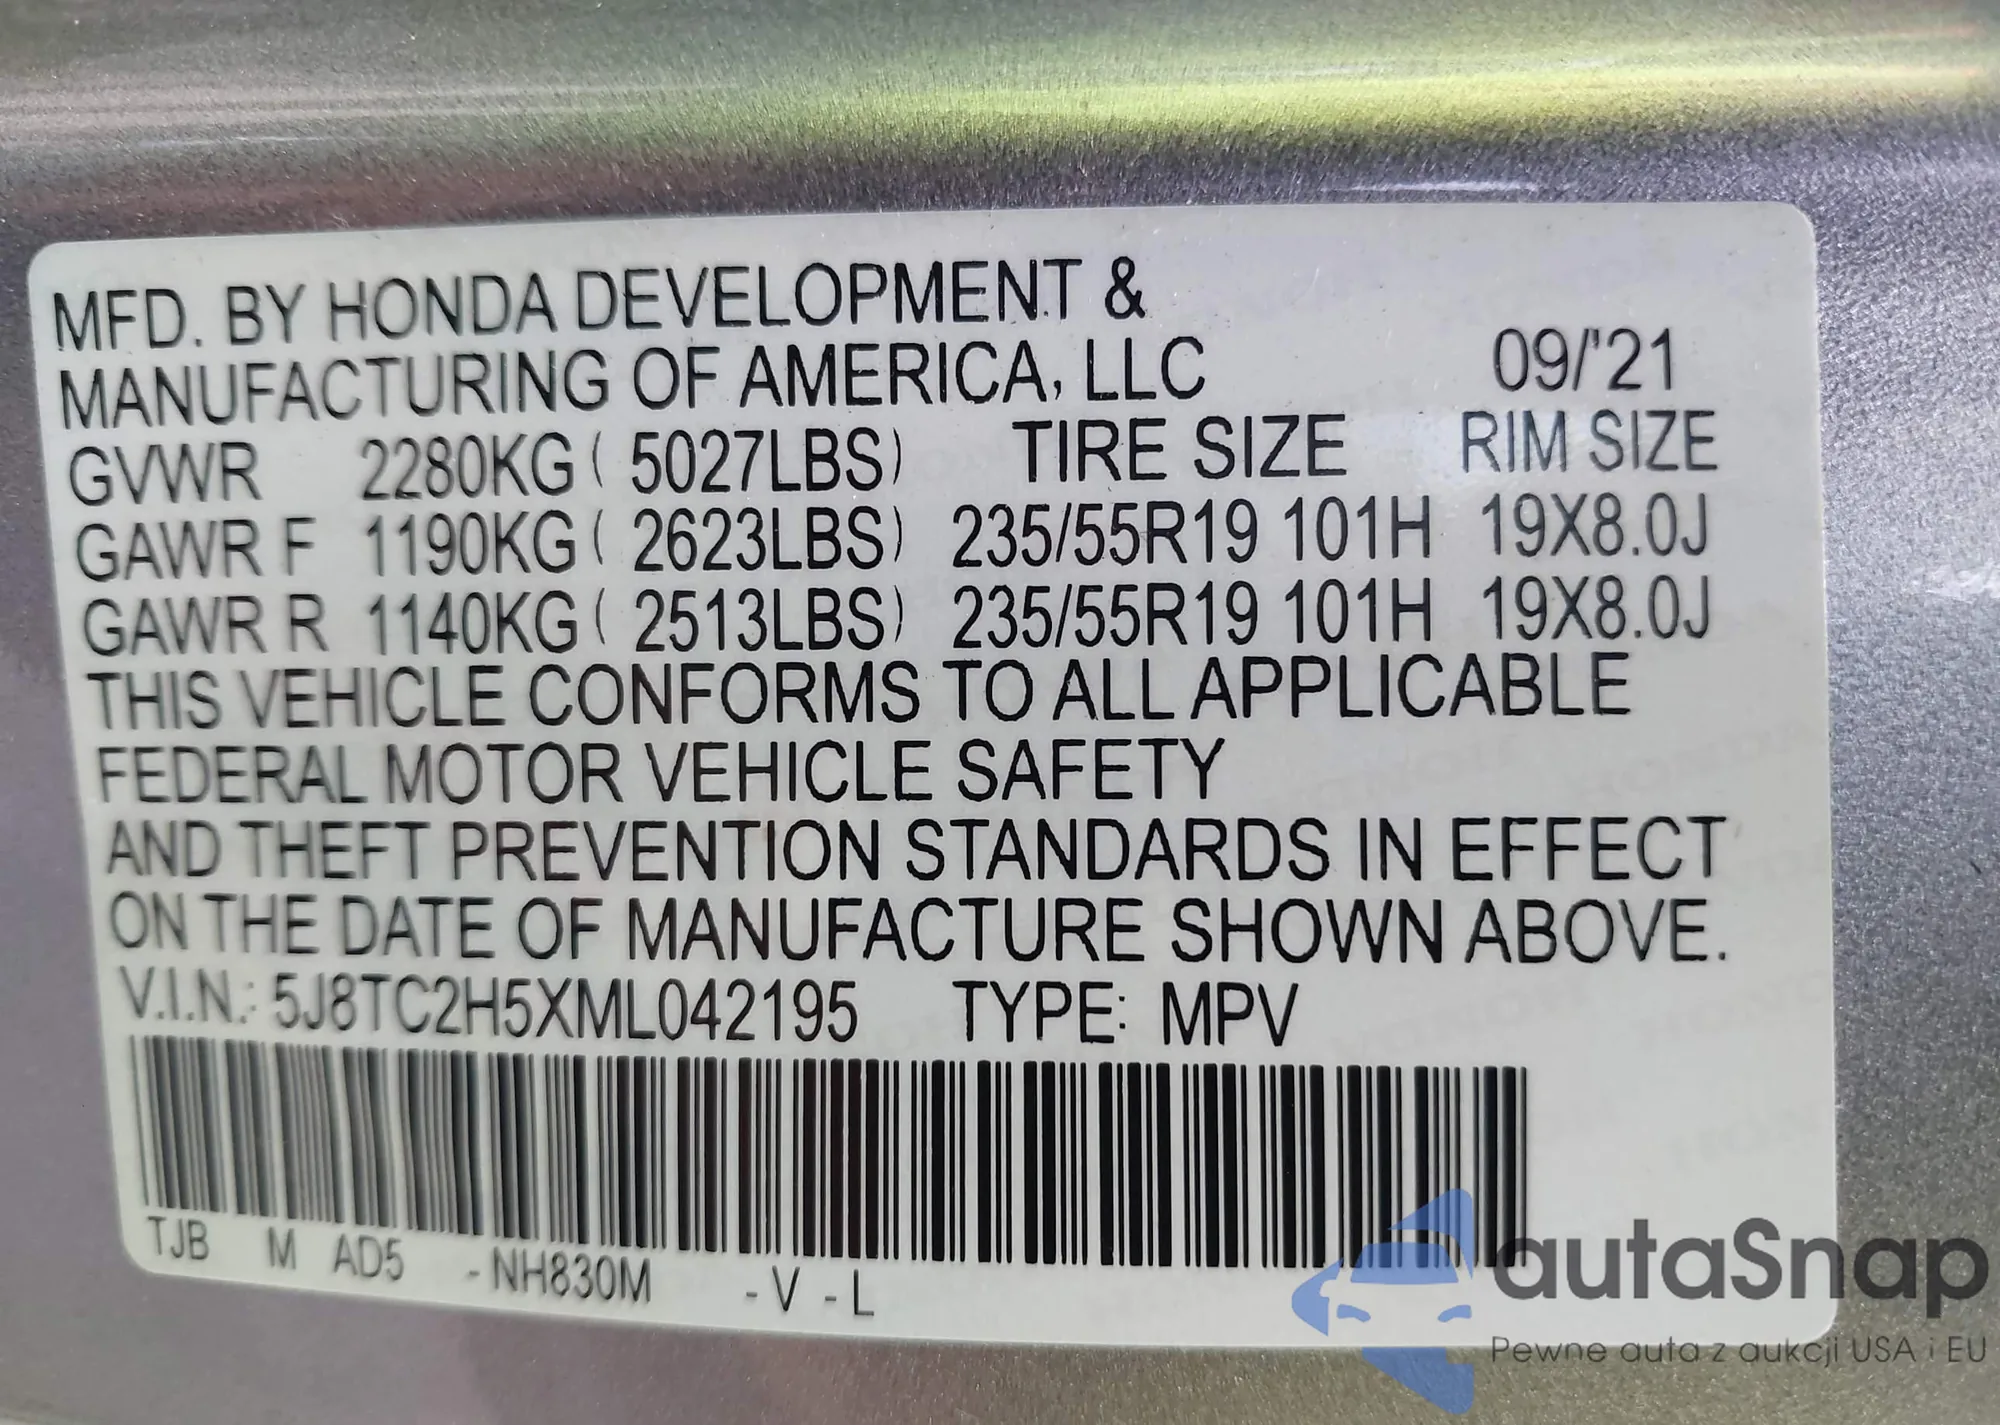 MFD. BY HONDA DEVELOPMENT &
MANUFACTURING OF AMERICA, LLC 09/'21
GVWR 2280KG ( 5027LBS) TIRE SIZE RIM SIZE
GAWR F 1190KG ( 2623LBS) 235/55R19 101H 19X8.0J
GAWR R 1140KG ( 2513LBS) 235/55R19 101H 19X8.0J
THIS VEHICLE CONFORMS TO ALL APPLICABLE
FEDERAL MOTOR VEHICLE SAFETY
AND THEFT PREVENTION STANDARDS IN EFFECT
ON THE DATE OF MANUFACTURE SHOWN ABOVE.
V.I.N.: 5J8TC2H5XML042195 TYPE: MPV
TJB M AD5 -NH830M -V -L
autaSnap
Pewne auta z aukcji USA i EU